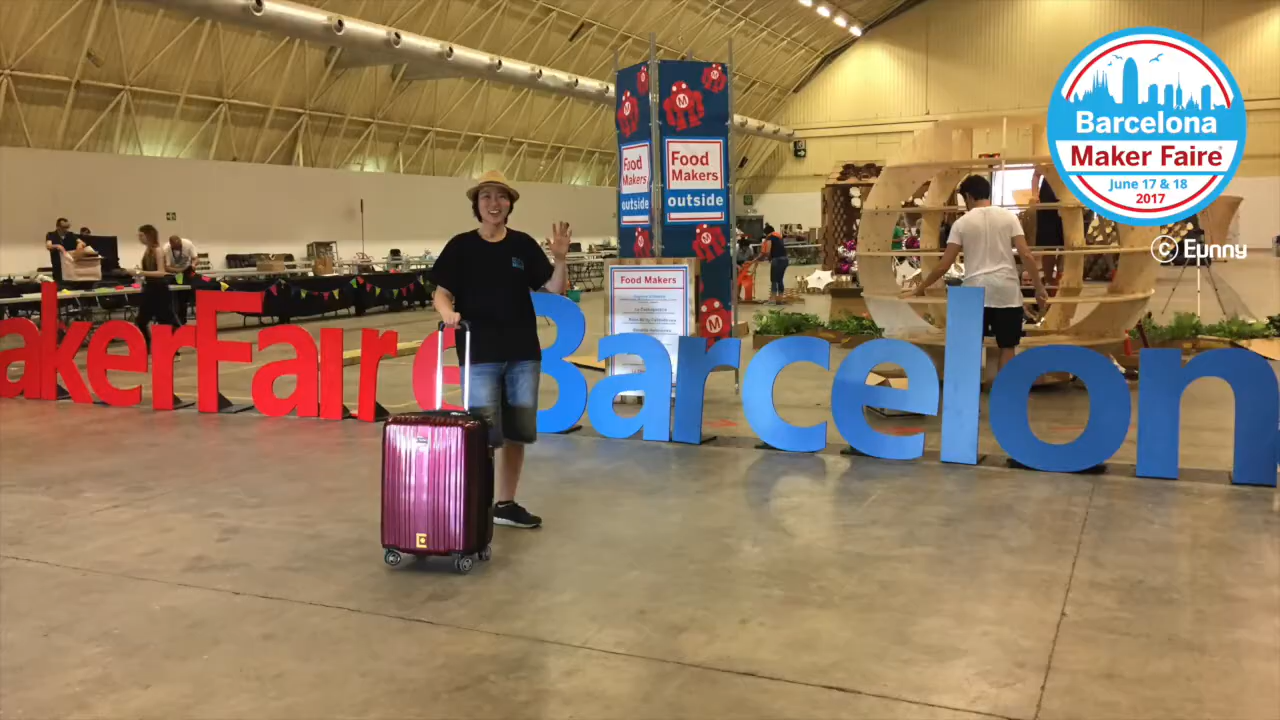 Barcelona
Maker Faire
June 17 & 18
2017
© Eunny
M
M
Food
Makers
outside
Food
Makers
outside
Food Makers
M
akerFaire Barcelon
E